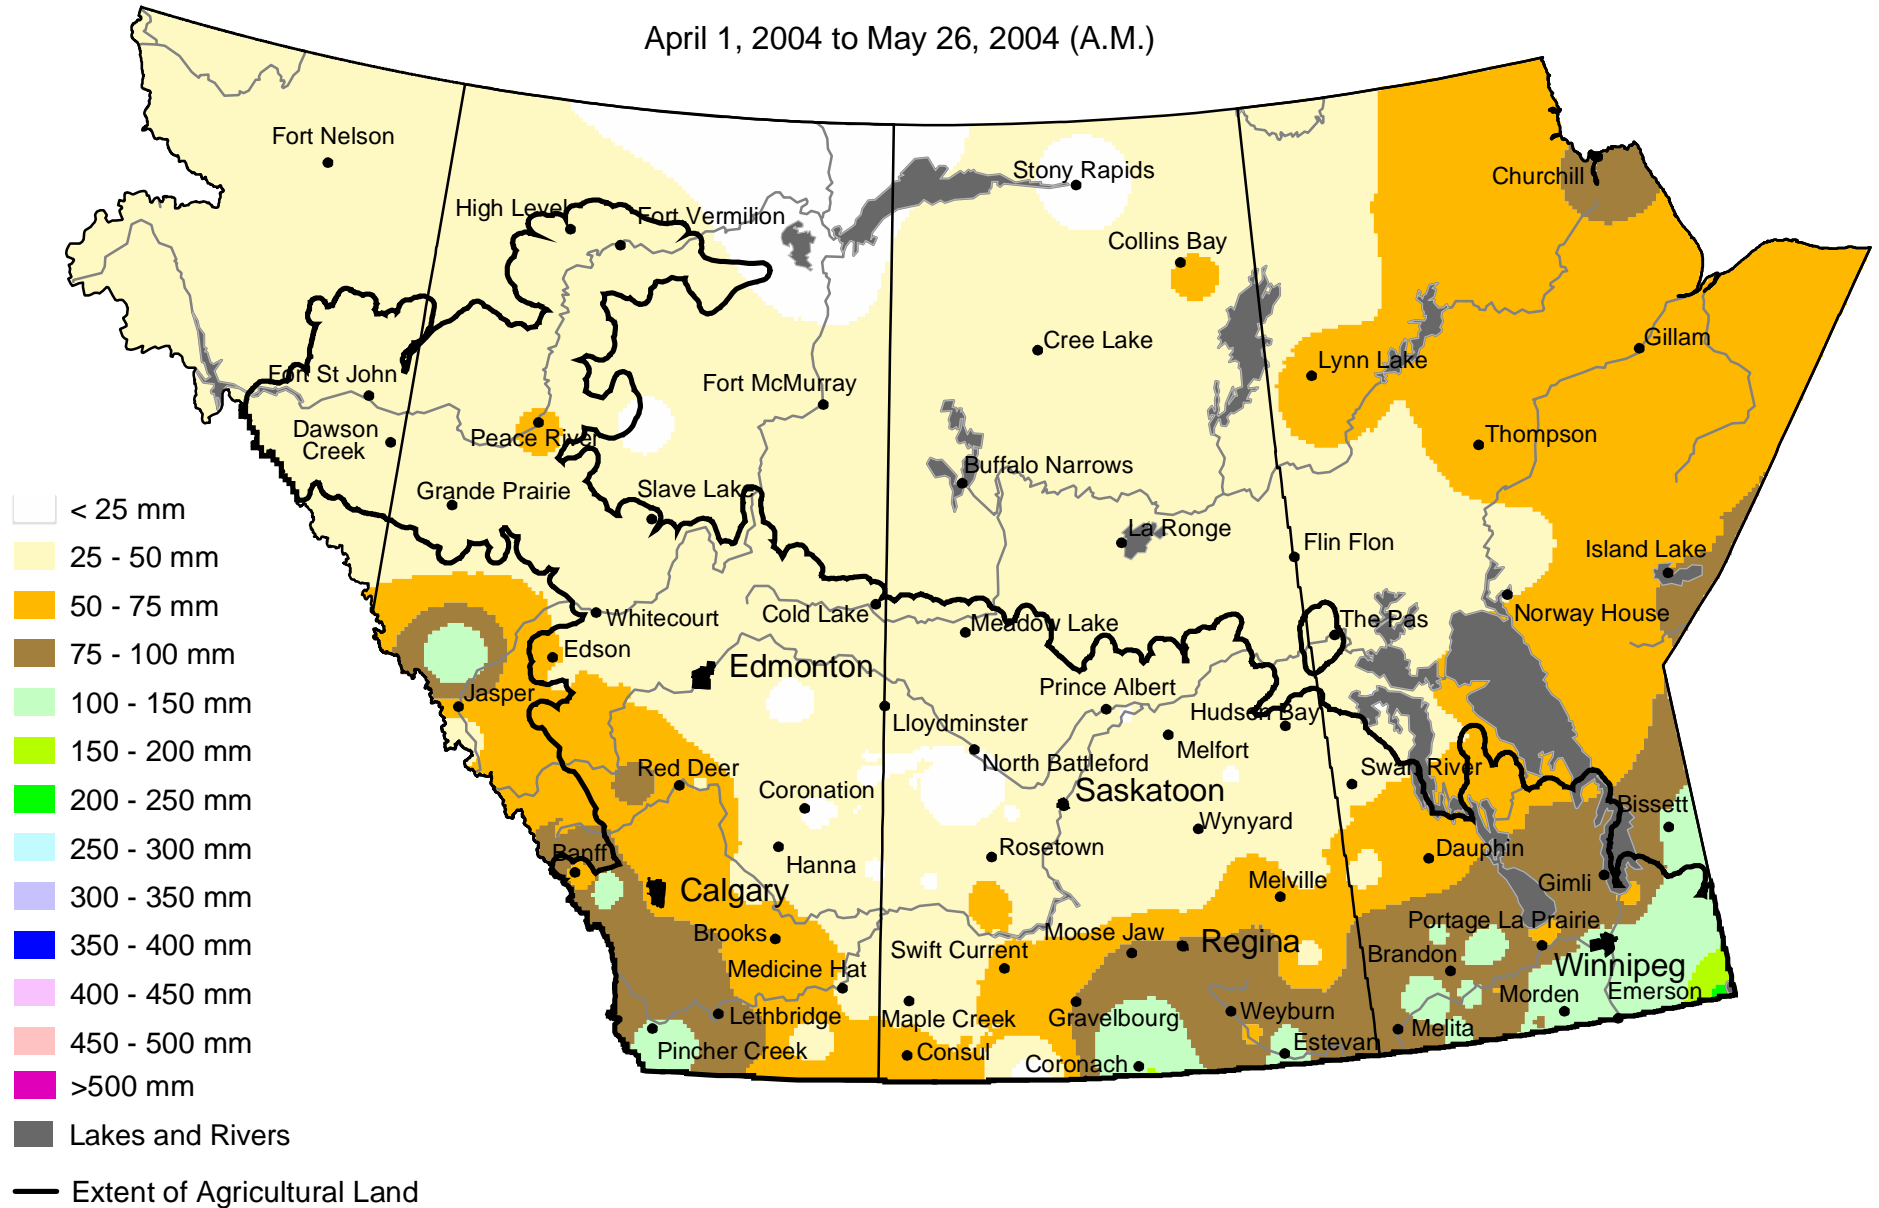 April 1, 2004 to May 26, 2004 (A.M.)
Fort Nelson
High Level
Fort Vermilion
Stony Rapids
Churchill
Collins Bay
Cree Lake
Lynn Lake
Gillam
Fort St John
Fort McMurray
Dawson
Creek
Peace River
Thompson
Buffalo Narrows
Grande Prairie
Slave Lake
La Ronge
Flin Flon
Island Lake
Whitecourt
Cold Lake
Meadow Lake
The Pas
Norway House
Edson
Edmonton
Jasper
Prince Albert
Lloydminster
Hudson Bay
Melfort
North Battleford
Red Deer
Swan River
Coronation
Saskatoon
Bissett
Wynyard
Hanna
Rosetown
Dauphin
Banff
Calgary
Melville
Gimli
Brooks
Portage La Prairie
Swift Current
Moose Jaw
Regina
Brandon
Medicine Hat
Winnipeg
Lethbridge
Maple Creek
Gravelbourg
Weyburn
Morden
Emerson
Pincher Creek
Consul
Coronach
Estevan
Melita
< 25 mm
25 - 50 mm
50 - 75 mm
75 - 100 mm
100 - 150 mm
150 - 200 mm
200 - 250 mm
250 - 300 mm
300 - 350 mm
350 - 400 mm
400 - 450 mm
450 - 500 mm
>500 mm
Lakes and Rivers
Extent of Agricultural Land